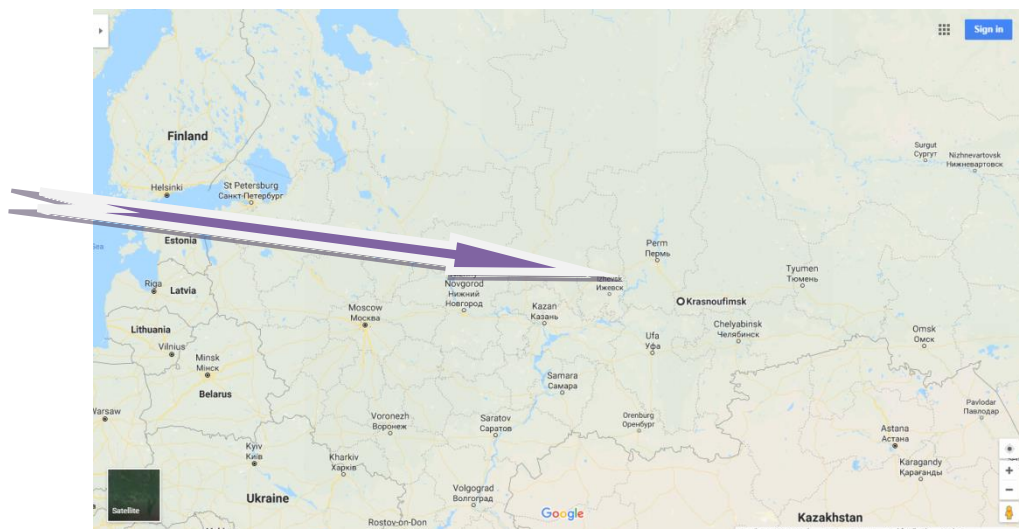 Sign in
Finland
Surgut
Сургут
Nizhnevartovsk
Нижневартовск
Helsinki
St Petersburg
Санкт-Петербург
Estonia
Perm
Пермь
Tyumen
Тюмень
Novgorod
Нижний
Новгород
Ижевск
Riga
Latvia
Moscow
Москва
Kazan
Казань
Krasnoufimsk
Chelyabinsk
Челябинск
Ufa
Уфа
Omsk
Омск
Lithuania
Vilnius
Minsk
Мінск
Belarus
Samara
Самара
Warsaw
Voronezh
Воронеж
Saratov
Саратов
Orenburg
Оренбург
Pavlodar
Павлодар
Astana
Астана
Kyiv
Київ
Kharkiv
Харків
Karagandy
Қарағанды
Volgograd
Волгоград
Ukraine
Satellite
Google
Rostov-on-Don
Kazakhstan